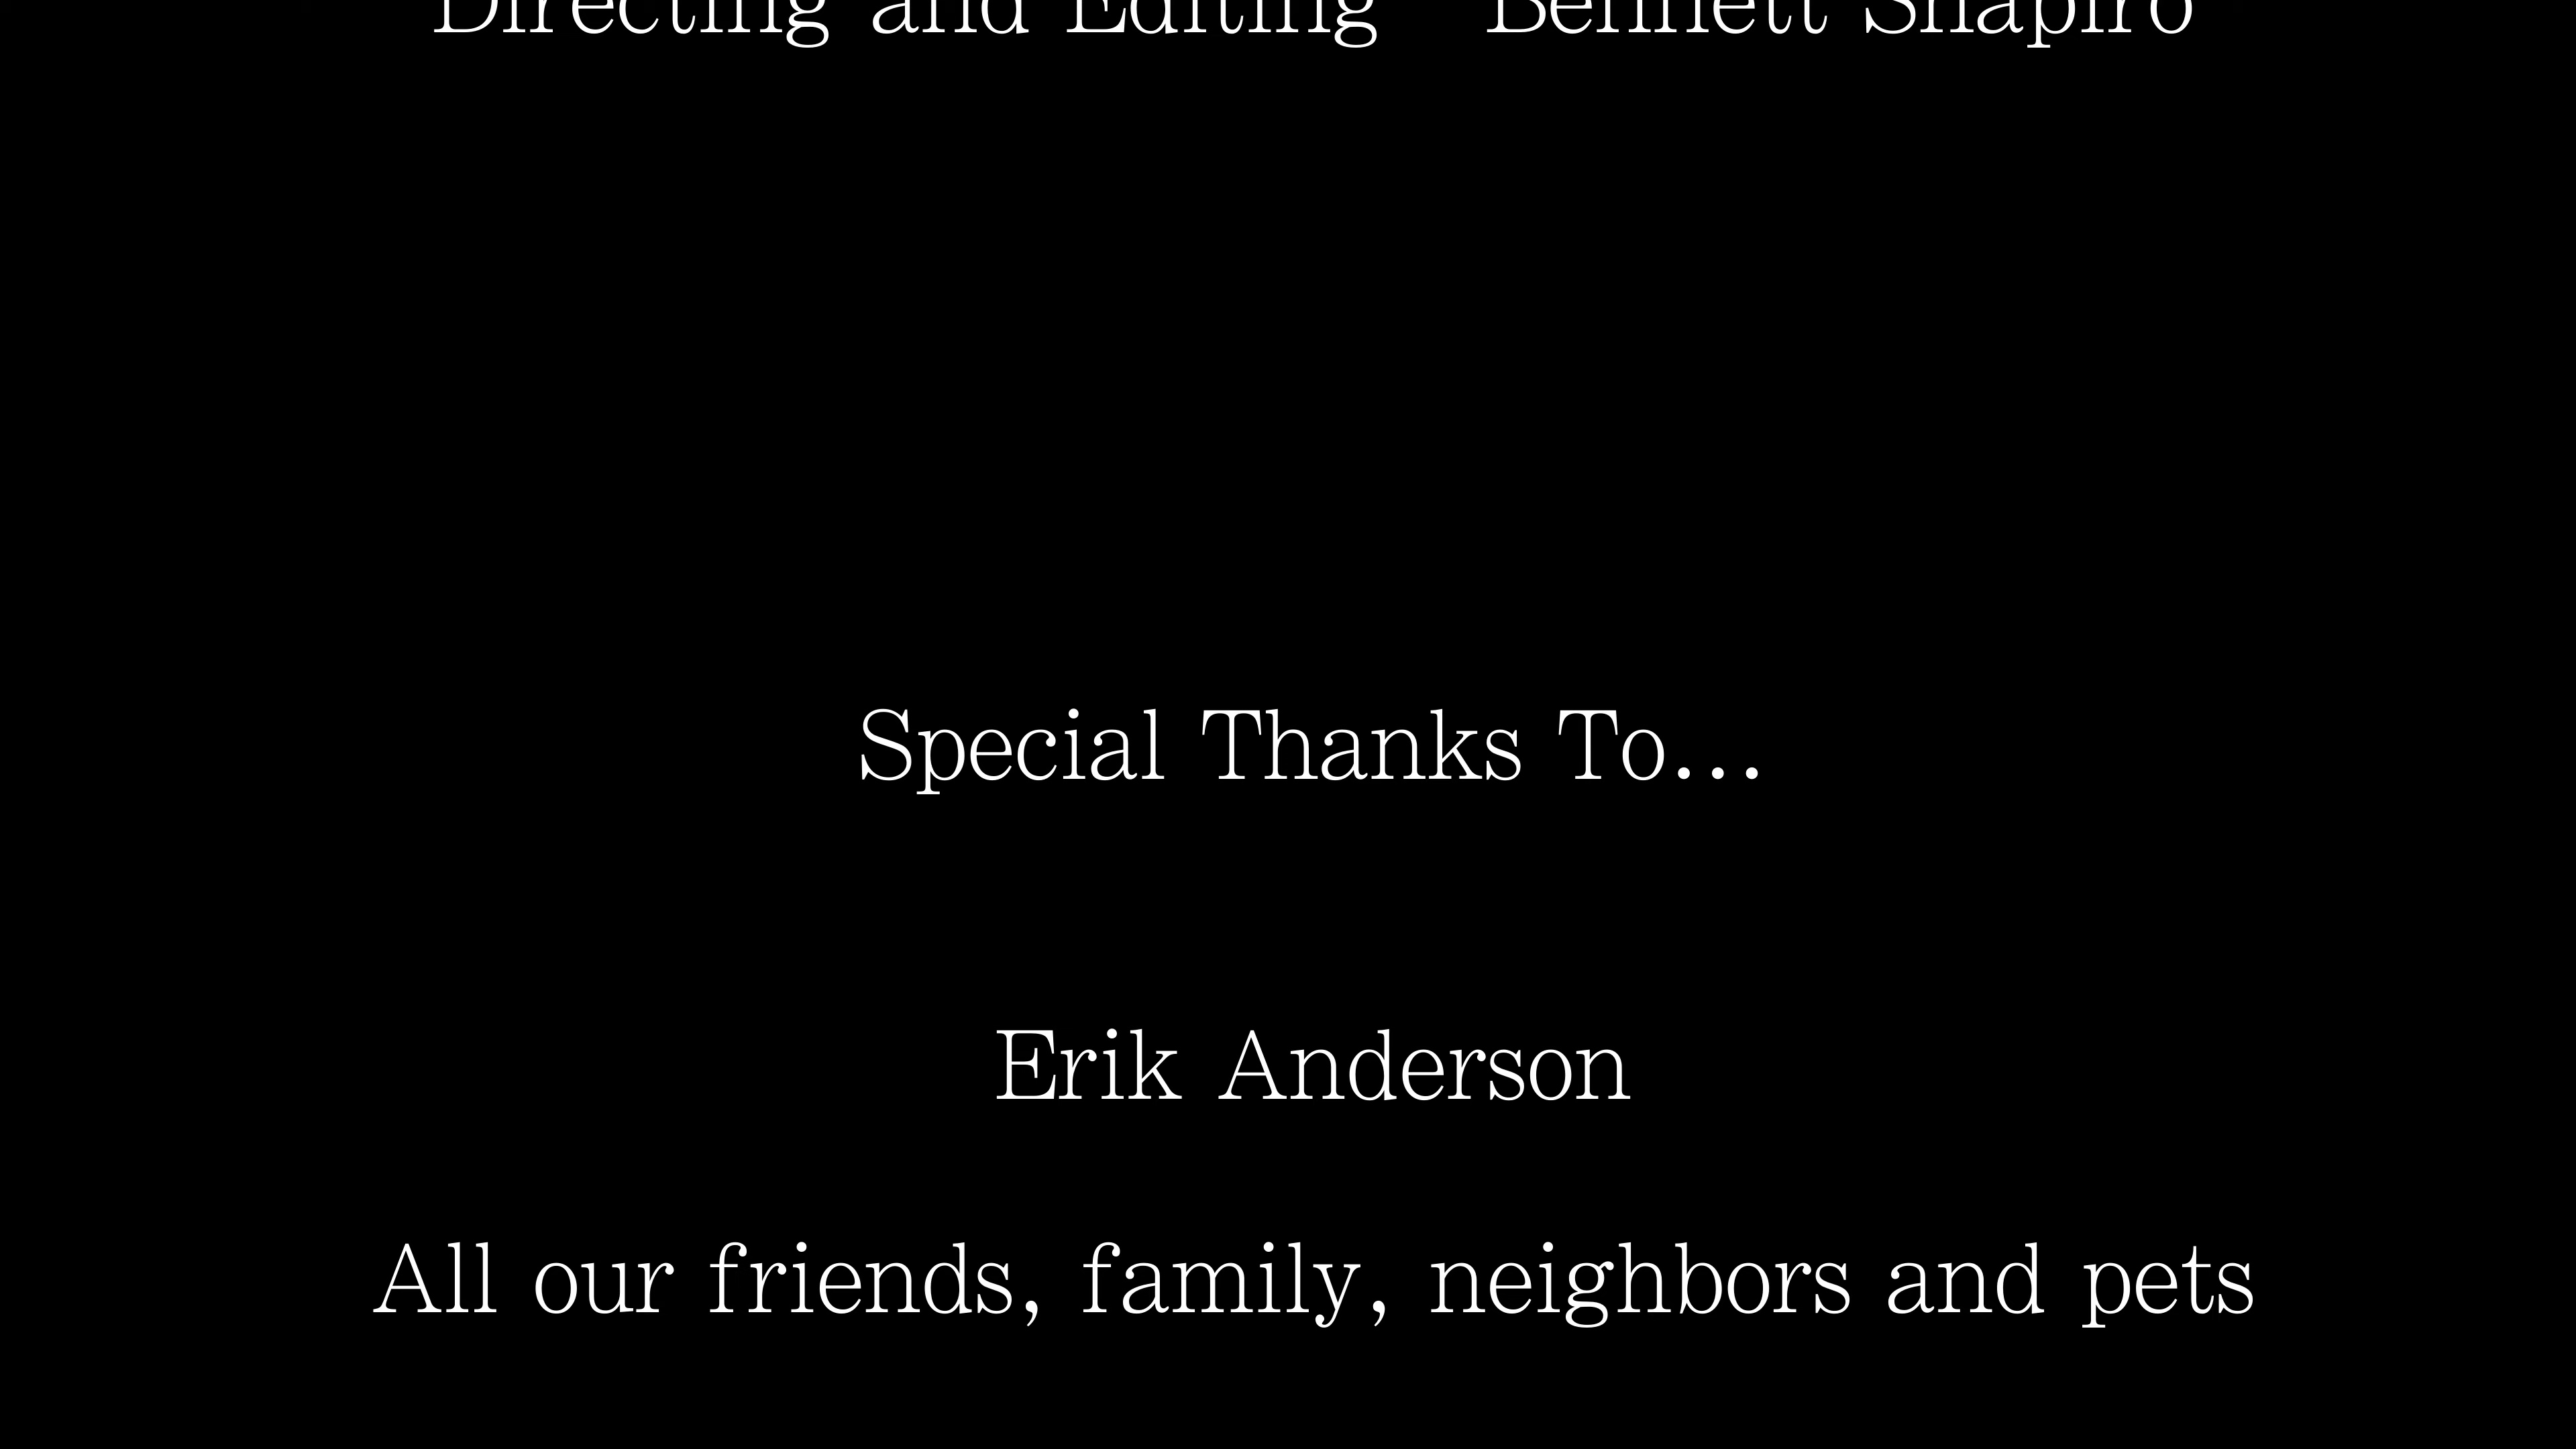 Directing and Editing Bennett Shapiro
Special Thanks To...
Erik Anderson
All our friends, family, neighbors and pets